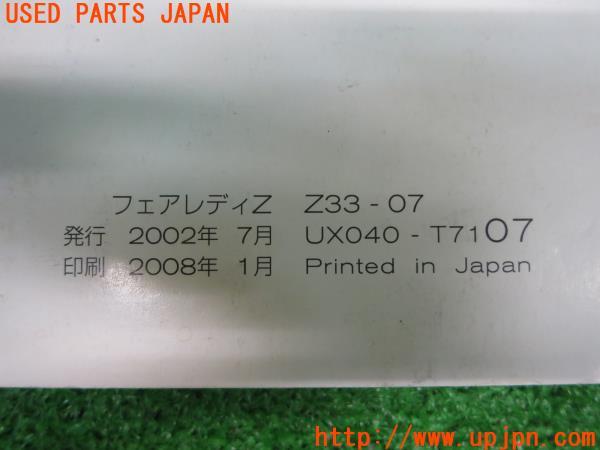 USED PARTS JAPAN
フェアレディZ Z33 - 07
発行 2002年 7月 UX040 - T7107
印刷 2008年 1月 Printed in Japan
http://www.upjpn.com